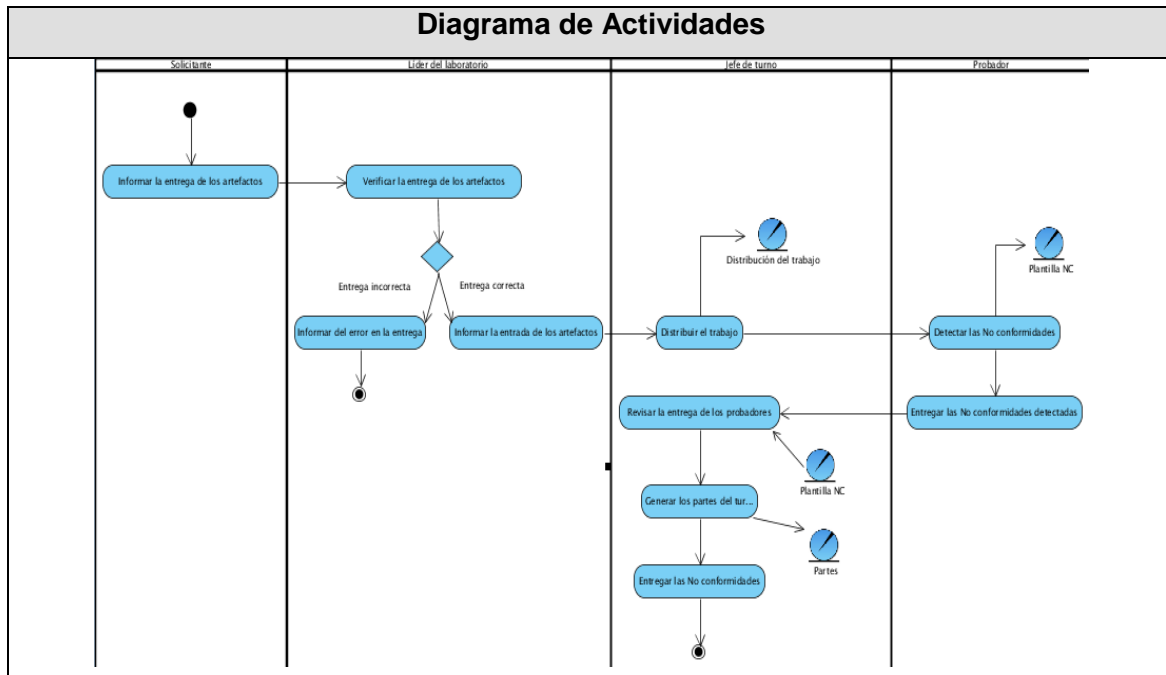 Diagrama de Actividades
Solicitante
Líder del laboratorio
Jefe de turno
Probador
Informar la entrega de los artefactos
Verificar la entrega de los artefactos
Distribución del trabajo
Plantilla NC
Entrega incorrecta
Entrega correcta
Informar del error en la entrega
Informar la entrada de los artefactos
Distribuir el trabajo
Detectar las No conformidades
Revisar la entrega de los probadores
Entregar las No conformidades detectadas
Plantilla NC
Generar los partes del tur...
Partes
Entregar las No conformidades